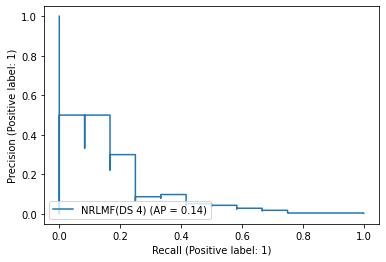 1.0
0.8
0.6
0.4
0.2
0.0
Precision (Positive label: 1)
NRLMF(DS 4) (AP = 0.14)
0.0 0.2 0.4 0.6 0.8 1.0
Recall (Positive label: 1)